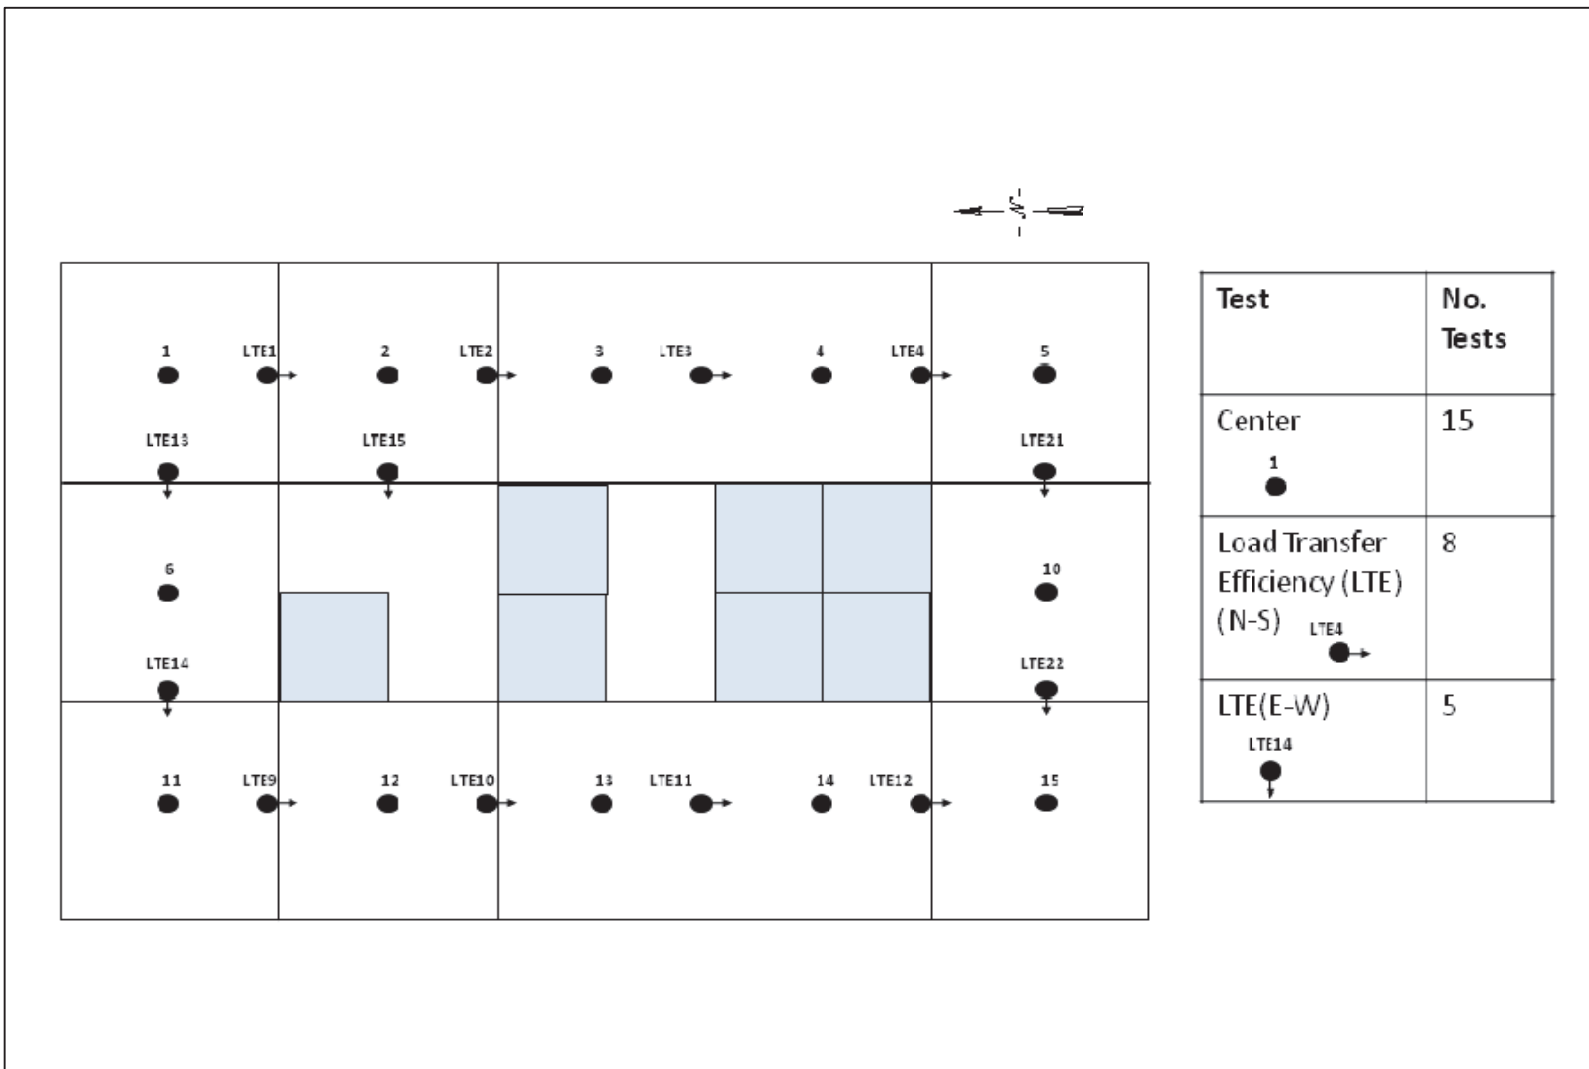 1 LTE1 2 LTE2 3 LTE3 4 LTE4 5
LTE13 LTE15 LTE21
6 10
LTE14 LTE22
11 LTE9 12 LTE10 13 LTE11 14 LTE12 15
Test No.
Tests
Center 15
1
Load Transfer 8
Efficiency (LTE)
(N-S) LTE4
LTE(E-W) 5
LTE14